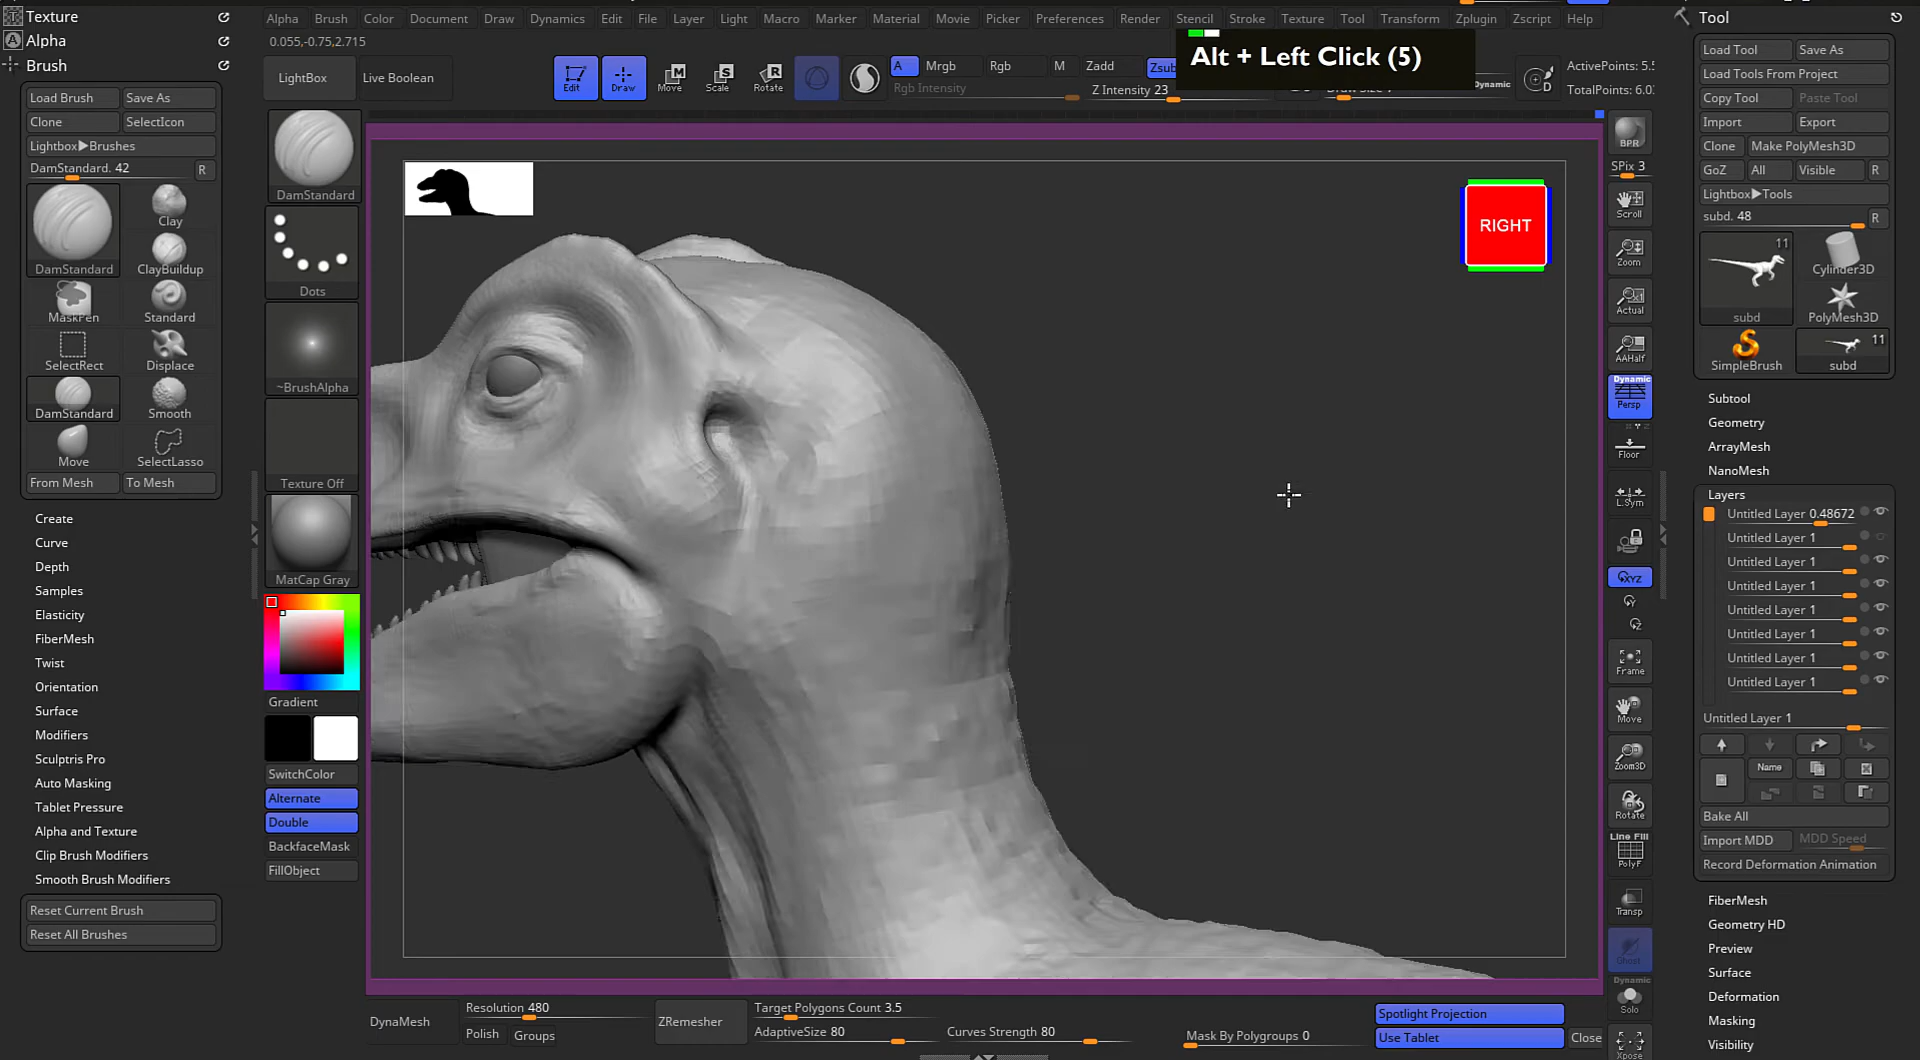 Texture
Alpha
Brush
Load Brush
Save As
Clone
SelectIcon
Lightbox▶Brushes
DamStandard. 42
R
DamStandard
Clay
ClayBuildup
MaskPen
Standard
SelectRect
Displace
DamStandard
Smooth
Move
SelectLasso
From Mesh
To Mesh
Create
Curve
Depth
Samples
Elasticity
FiberMesh
Twist
Orientation
Surface
Modifiers
Sculptris Pro
Auto Masking
Tablet Pressure
Alpha and Texture
Clip Brush Modifiers
Smooth Brush Modifiers
Reset Current Brush
Reset All Brushes
Alpha Brush Color Document Draw Dynamics Edit File Layer Light Macro Marker Material Movie Picker Preferences Render Stencil Stroke Texture Tool Transform Zplugin Zscript Help
0.055,-0.75,2.715
LightBox
Live Boolean
Edit
Draw
Move
Scale
Rotate
A
Mrgb
Rgb
M
Zadd
Zsub
Rgb Intensity
Z Intensity 23
Alt + Left Click (5)
Dynamic
ActivePoints: 5.5
TotalPoints: 6.0
DamStandard
Dots
~BrushAlpha
Texture Off
MatCap Gray
Gradient
SwitchColor
Alternate
Double
BackfaceMask
FillObject
RIGHT
BPR
SPix 3
Scroll
Zoom
Actual
AAHalf
Dynamic
Persp
Floor
L.Sym
XYZ
Frame
Move
Zoom3D
Rotate
Line Fill
PolyF
Transp
Ghost
Dynamic
Solo
Xpose
DynaMesh
Resolution 480
Polish
Groups
ZRemesher
Target Polygons Count 3.5
AdaptiveSize 80
Curves Strength 80
Mask By Polygroups 0
Spotlight Projection
Use Tablet
Close
Tool
Load Tool
Save As
Load Tools From Project
Copy Tool
Paste Tool
Import
Export
Clone
Make PolyMesh3D
GoZ
All
Visible
R
Lightbox▶Tools
subd. 48
R
11
subd
Cylinder3D
PolyMesh3D
SimpleBrush
11
subd
Subtool
Geometry
ArrayMesh
NanoMesh
Layers
Untitled Layer 0.48672
Untitled Layer 1
Untitled Layer 1
Untitled Layer 1
Untitled Layer 1
Untitled Layer 1
Untitled Layer 1
Untitled Layer 1
Untitled Layer 1
Name
Bake All
Import MDD
MDD Speed
Record Deformation Animation
FiberMesh
Geometry HD
Preview
Surface
Deformation
Masking
Visibility